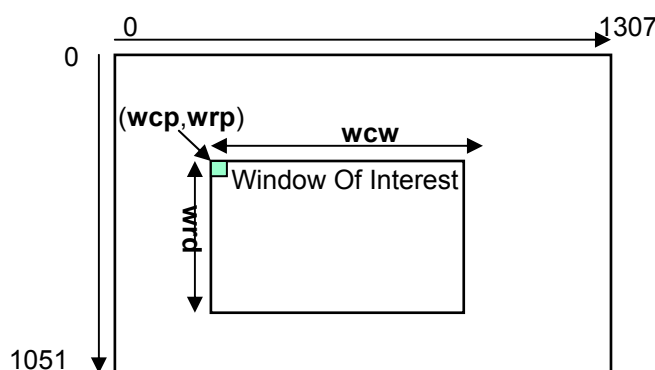 0 1307
0
(wcp,wrp)
wcw
Window Of Interest
wrd
1051